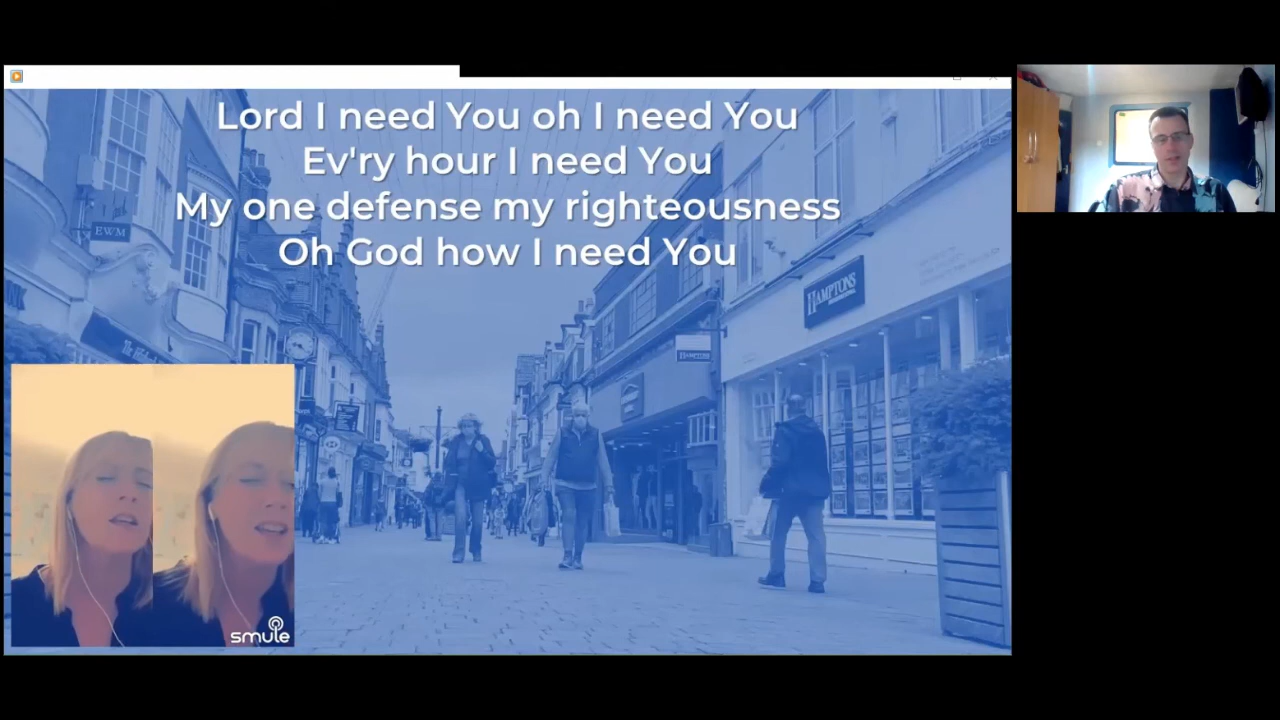 Lord I need You oh I need You
Ev'ry hour I need You
My one defense my righteousness
Oh God how I need You
EWM
HAMPTONS
HAMPTONS
smule